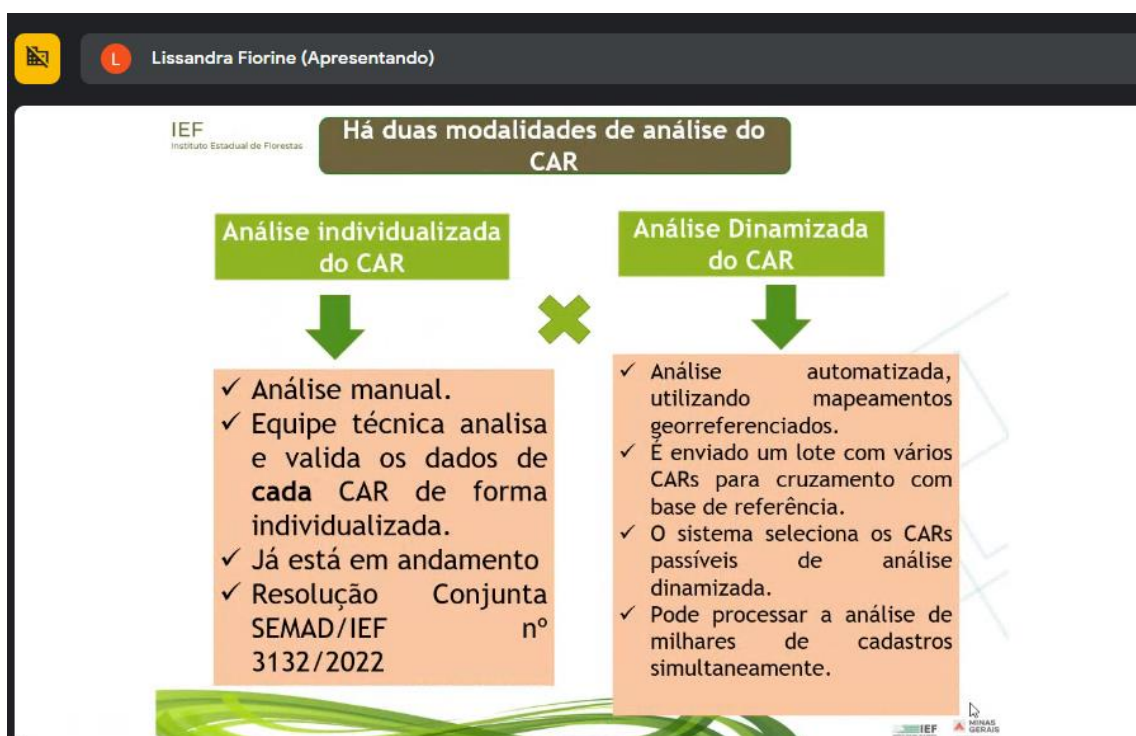 L
Lissandra Fiorine (Apresentando)
IEF
Instituto Estadual de Florestas
Há duas modalidades de análise do
CAR
Análise individualizada
do CAR
✓ Análise manual.
✓ Equipe técnica analisa
e valida os dados de
cada CAR de forma
individualizada.
✓ Já está em andamento
✓ Resolução Conjunta
SEMAD/IEF nº
3132/2022
Análise Dinamizada
do CAR
✓ Análise automatizada,
utilizando mapeamentos
georreferenciados.
✓ É enviado um lote com vários
CARs para cruzamento com
base de referência.
✓ O sistema seleciona os CARs
passíveis de análise
dinamizada.
✓ Pode processar a análise de
milhares de cadastros
simultaneamente.
IEF
MINAS
GERAIS